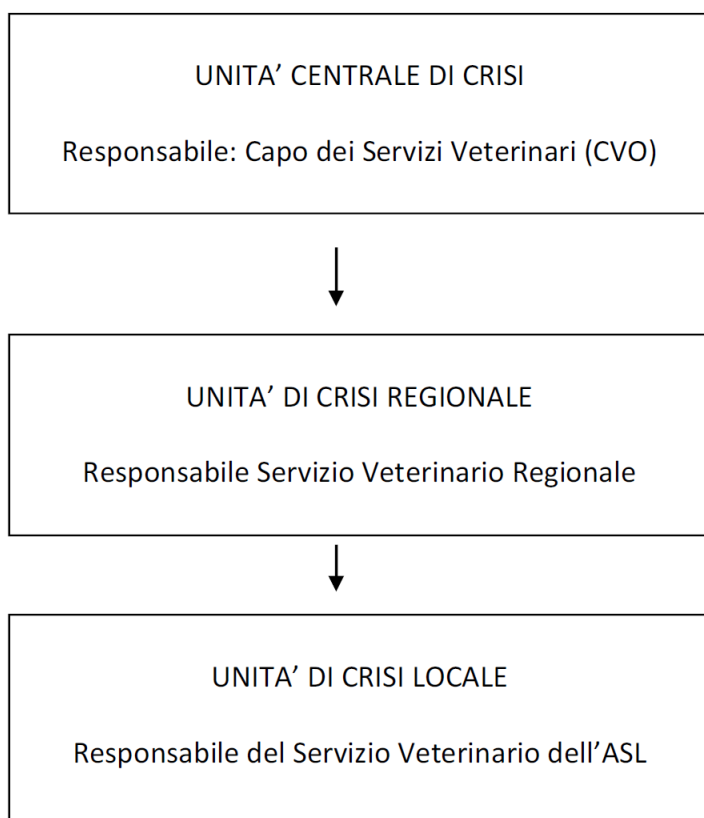 UNITA’ CENTRALE DI CRISI
Responsabile: Capo dei Servizi Veterinari (CVO)
UNITA’ DI CRISI REGIONALE
Responsabile Servizio Veterinario Regionale
UNITA’ DI CRISI LOCALE
Responsabile del Servizio Veterinario dell’ASL